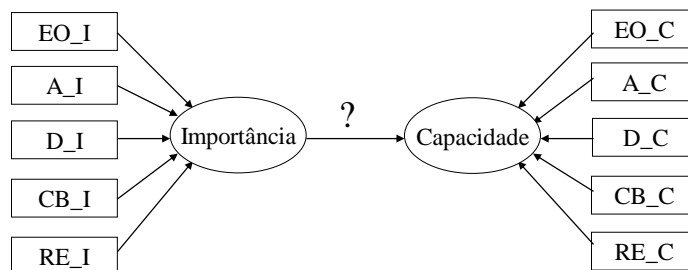 EO_I
A_I
D_I
CB_I
RE_I
Importância
?
Capacidade
EO_C
A_C
D_C
CB_C
RE_C